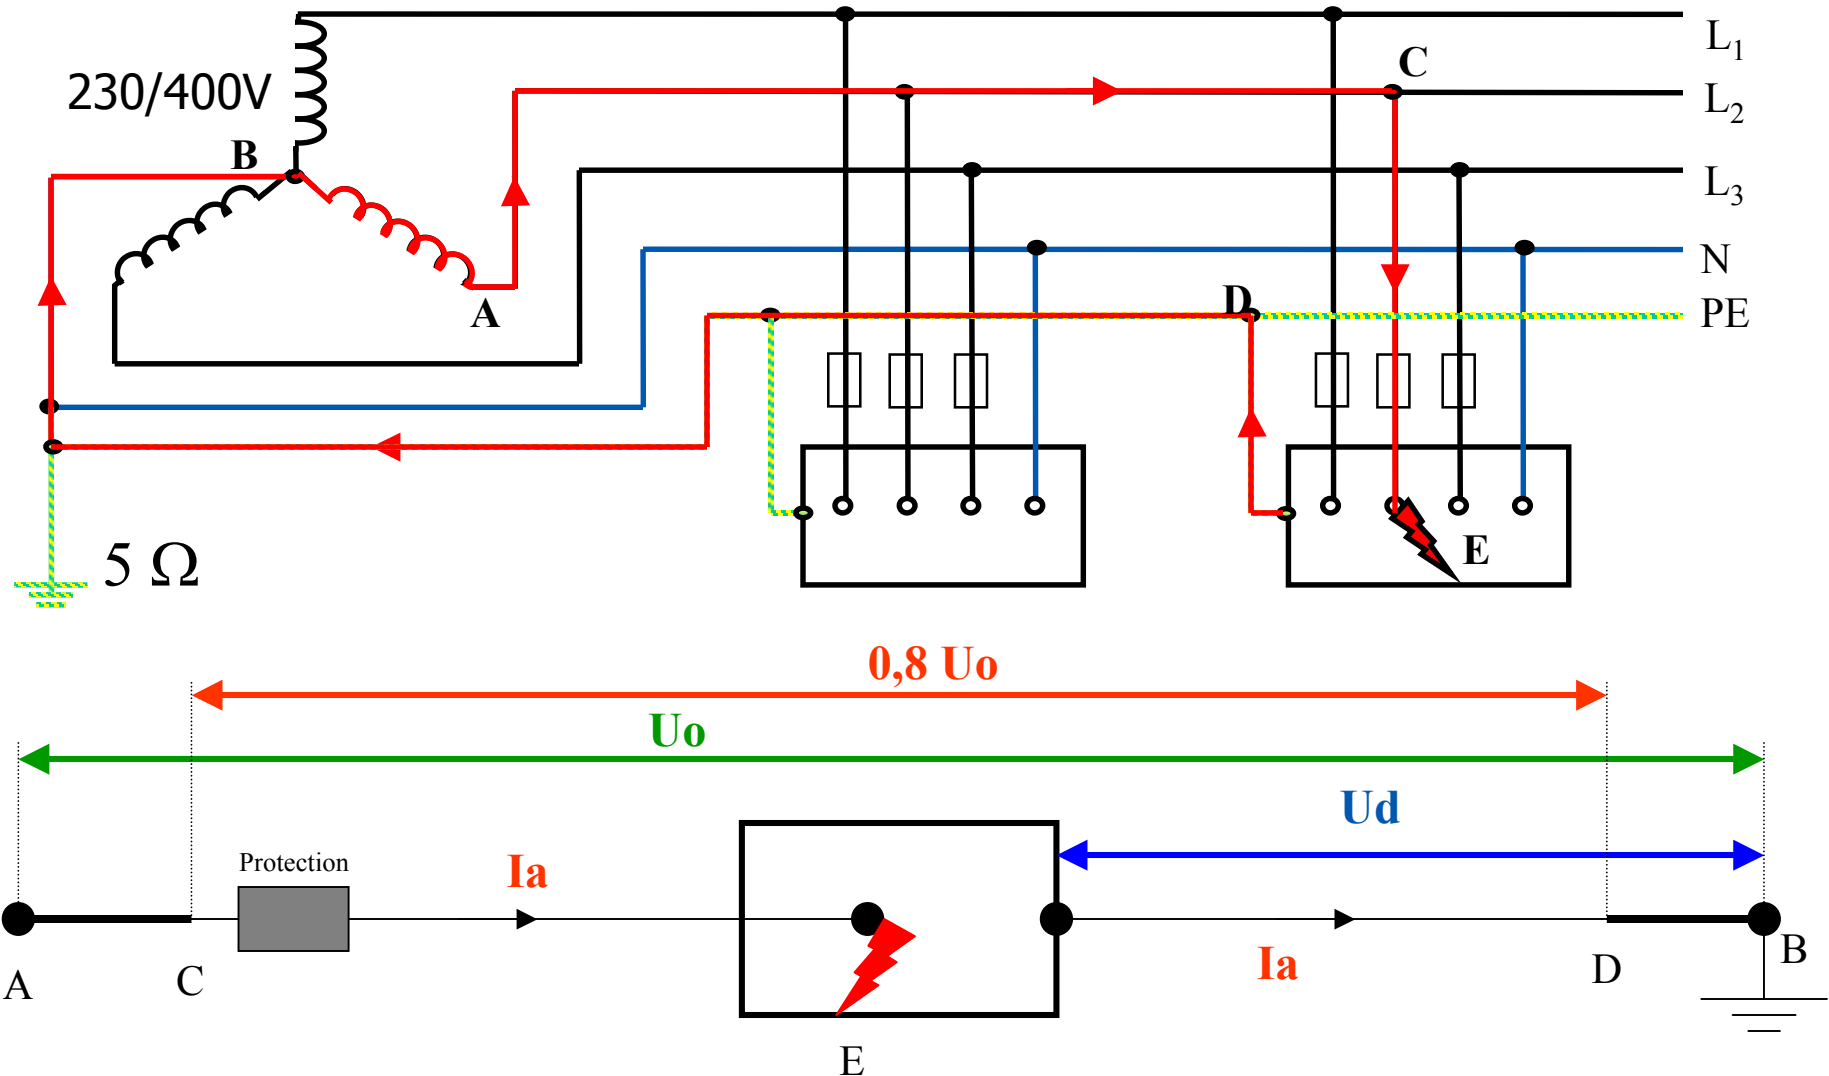 L1
C
230/400V
L2
B
L3
N
D
A
PE
5 Ω
E
0,8 Uo
Uo
Ud
Protection
Ia
Ia
A
C
D
B
E